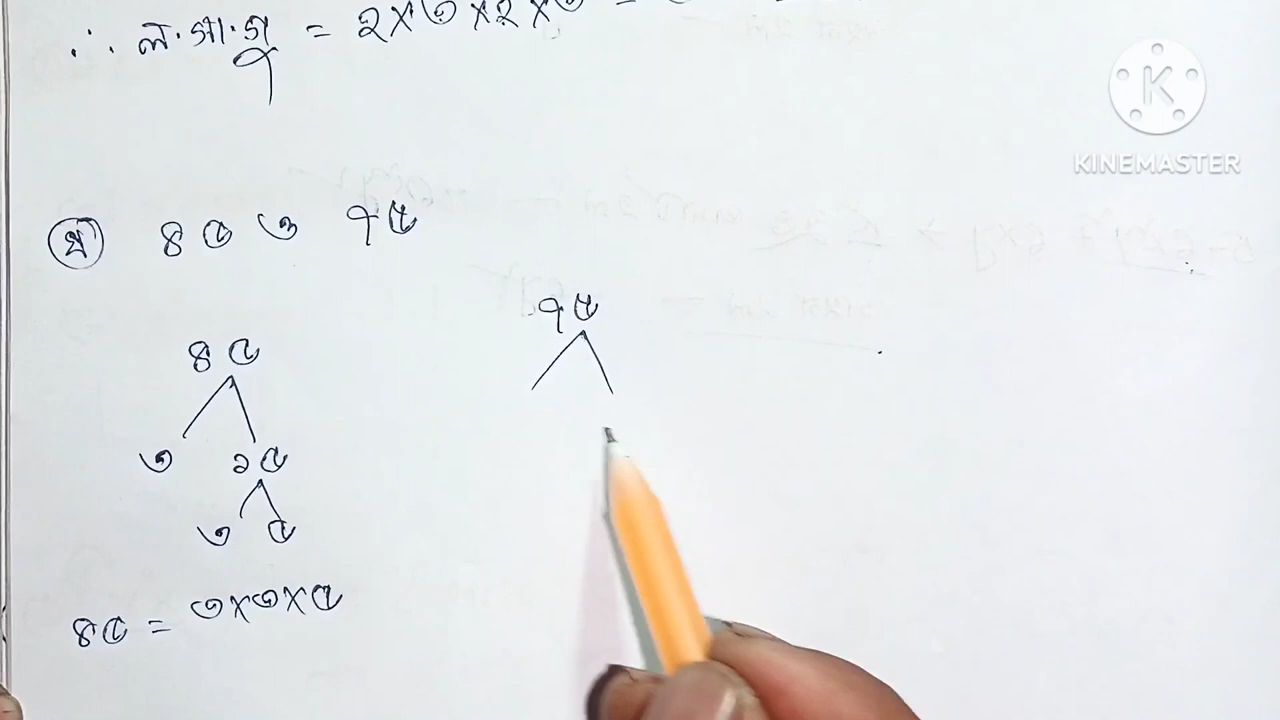 ∴ ল.সা.গু = ২×৩×২×৩ =
KINEMASTER
ঘ ৪৫ ও ৭৫
৭৫
৪৫
৩ ১৫
৩ ৫
৪৫ = ৩×৩×৫